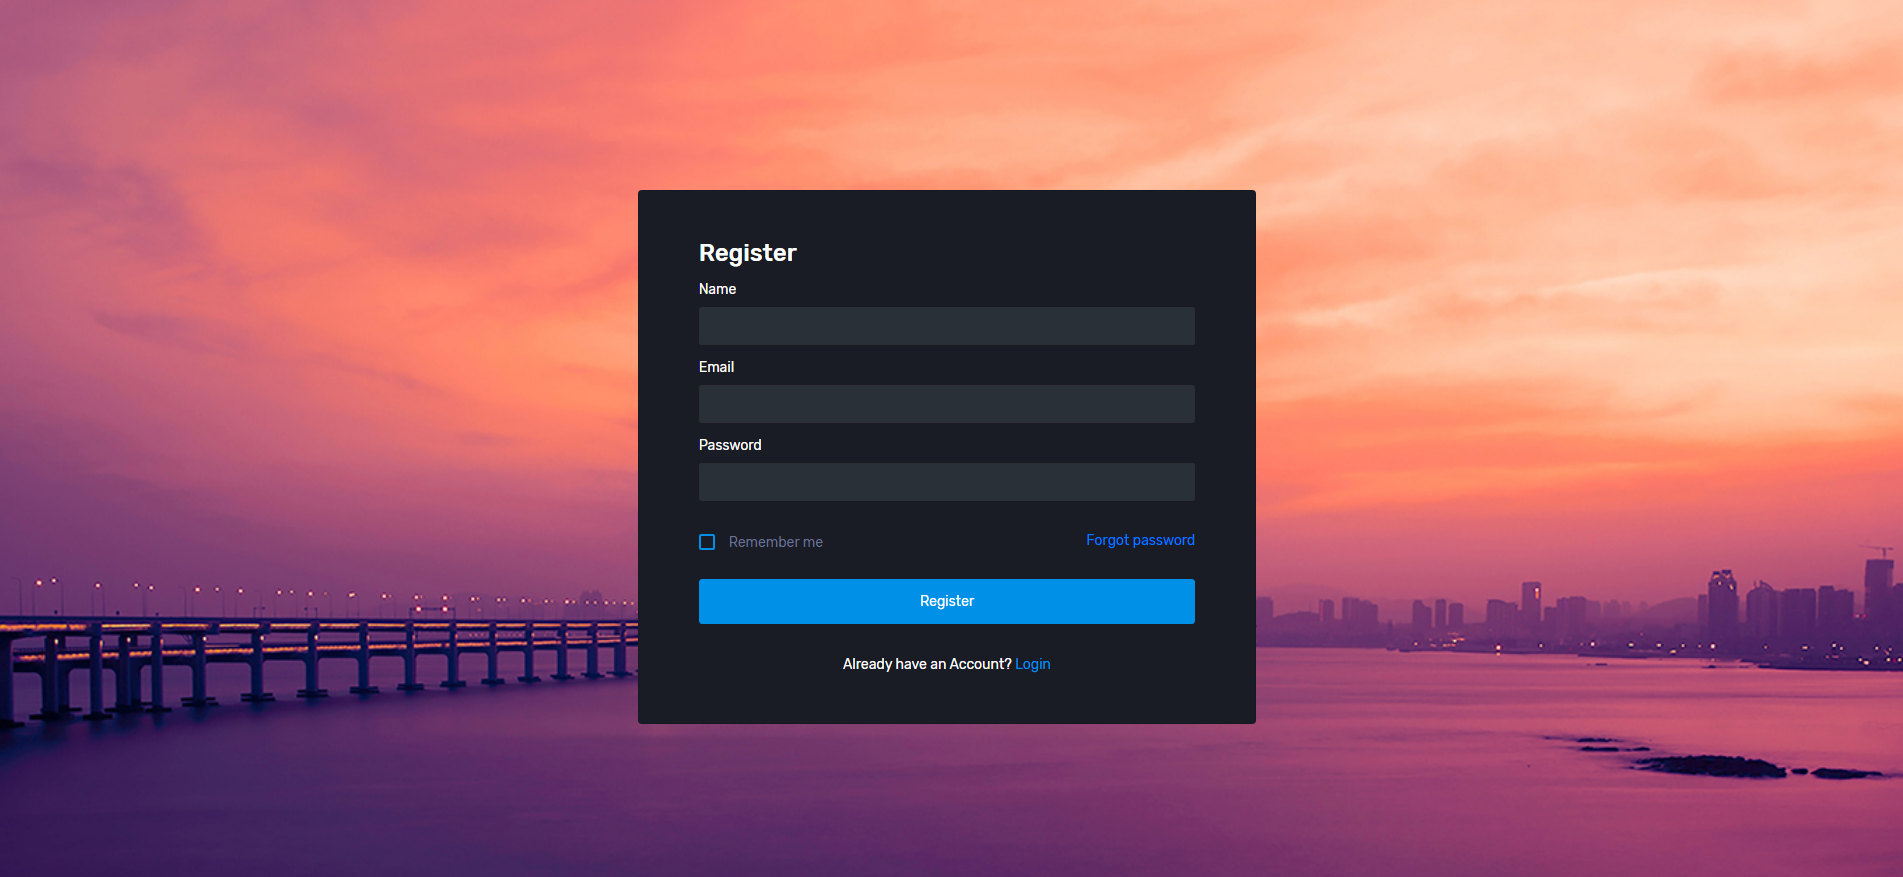 Register
Name
Email
Password
Remember me
Forgot password
Register
Already have an Account? Login